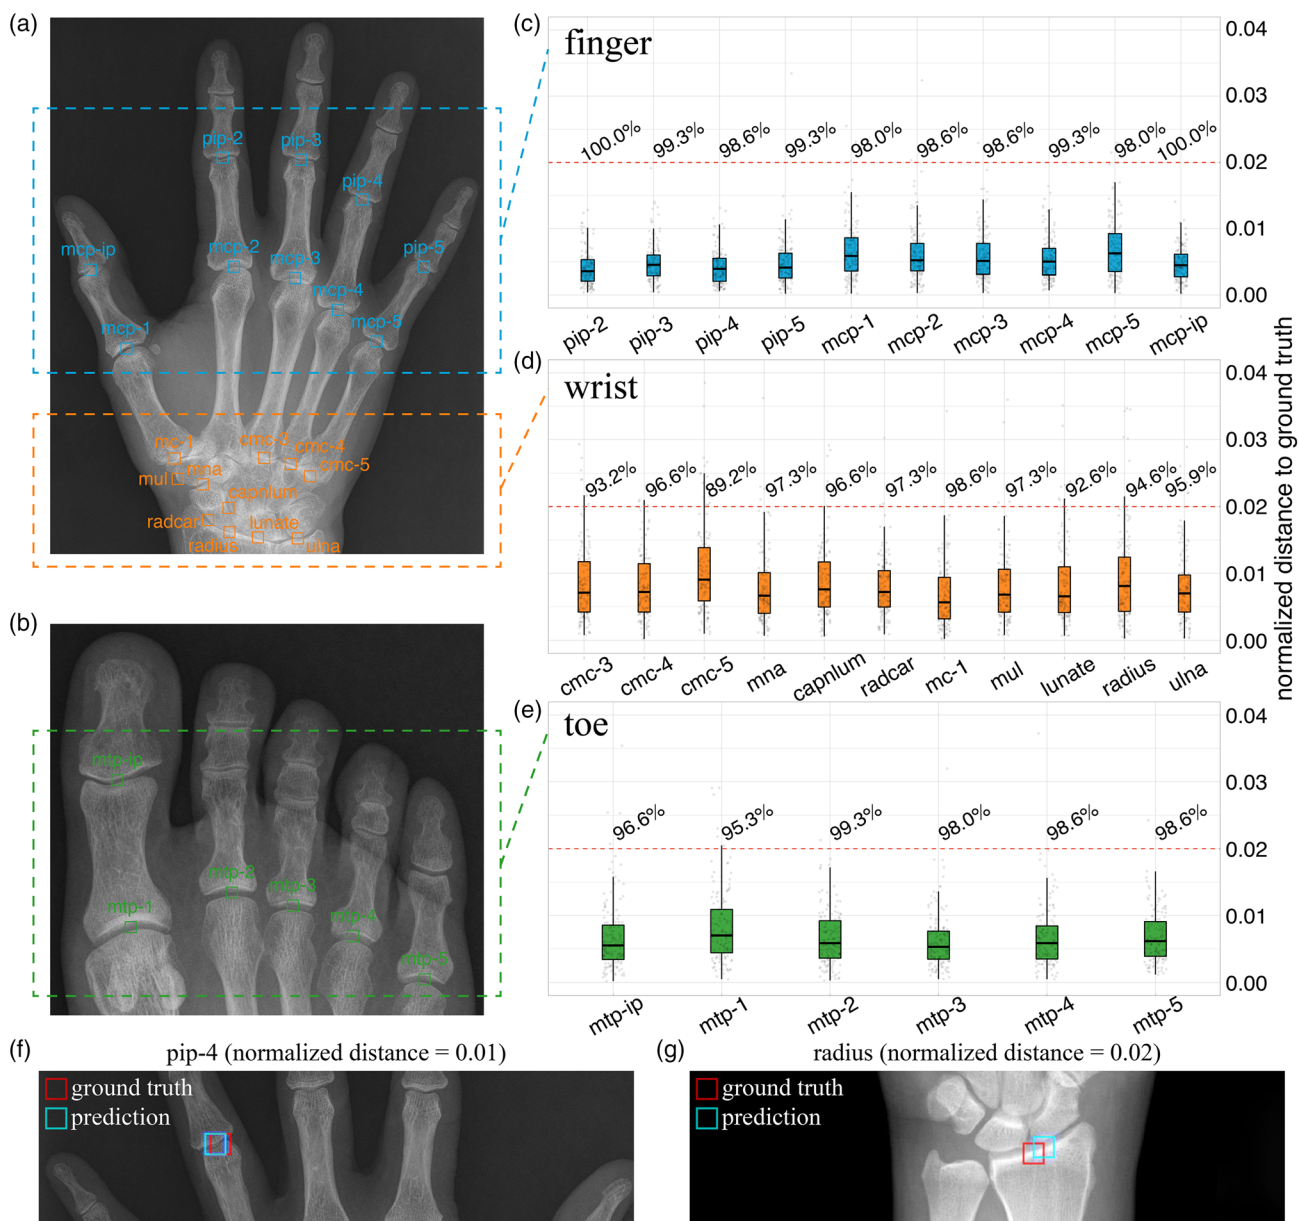 (a)
pip-2
pip-3
pip-4
mcp-ip
mcp-2
mcp-3
pip-5
mcp-4
mcp-1
mcp-5
mc-1
cmc-3
cmc-4
cmc-5
mul
mna
capnlum
radcar
lunate
radius
ulna
(b)
mtp-ip
mtp-2
mtp-3
mtp-1
mtp-4
mtp-5
(c)
finger
0.04
0.03
0.02
0.01
0.00
100.0%
99.3%
98.6%
99.3%
98.0%
98.6%
98.6%
99.3%
98.0%
100.0%
pip-2
pip-3
pip-4
pip-5
mcp-1
mcp-2
mcp-3
mcp-4
mcp-5
mcp-ip
(d)
wrist
0.04
0.03
0.02
0.01
0.00
93.2%
96.6%
89.2%
97.3%
96.6%
97.3%
98.6%
97.3%
92.6%
94.6%
95.9%
cmc-3
cmc-4
cmc-5
mna
capnlum
radcar
mc-1
mul
lunate
radius
ulna
normalized distance to ground truth
(e)
toe
0.04
0.03
0.02
0.01
0.00
96.6%
95.3%
99.3%
98.0%
98.6%
98.6%
mtp-ip
mtp-1
mtp-2
mtp-3
mtp-4
mtp-5
(f)
pip-4 (normalized distance = 0.01)
ground truth
prediction
(g)
radius (normalized distance = 0.02)
ground truth
prediction